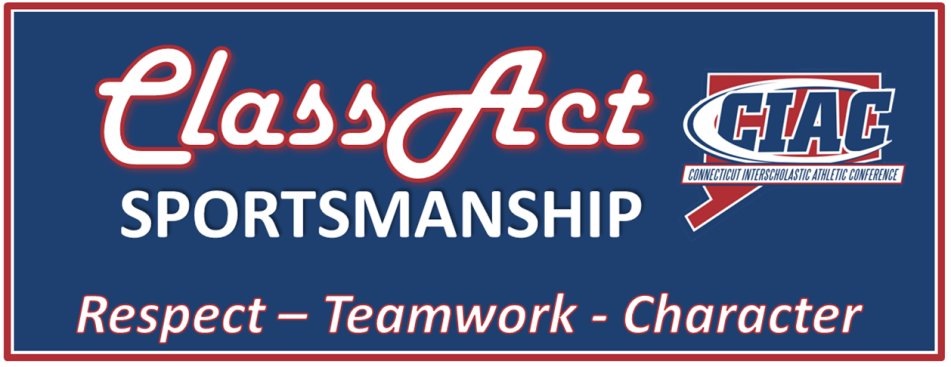 ClassAct
SPORTSMANSHIP
CIAC
CONNECTICUT INTERSCHOLASTIC ATHLETIC CONFERENCE
Respect – Teamwork - Character